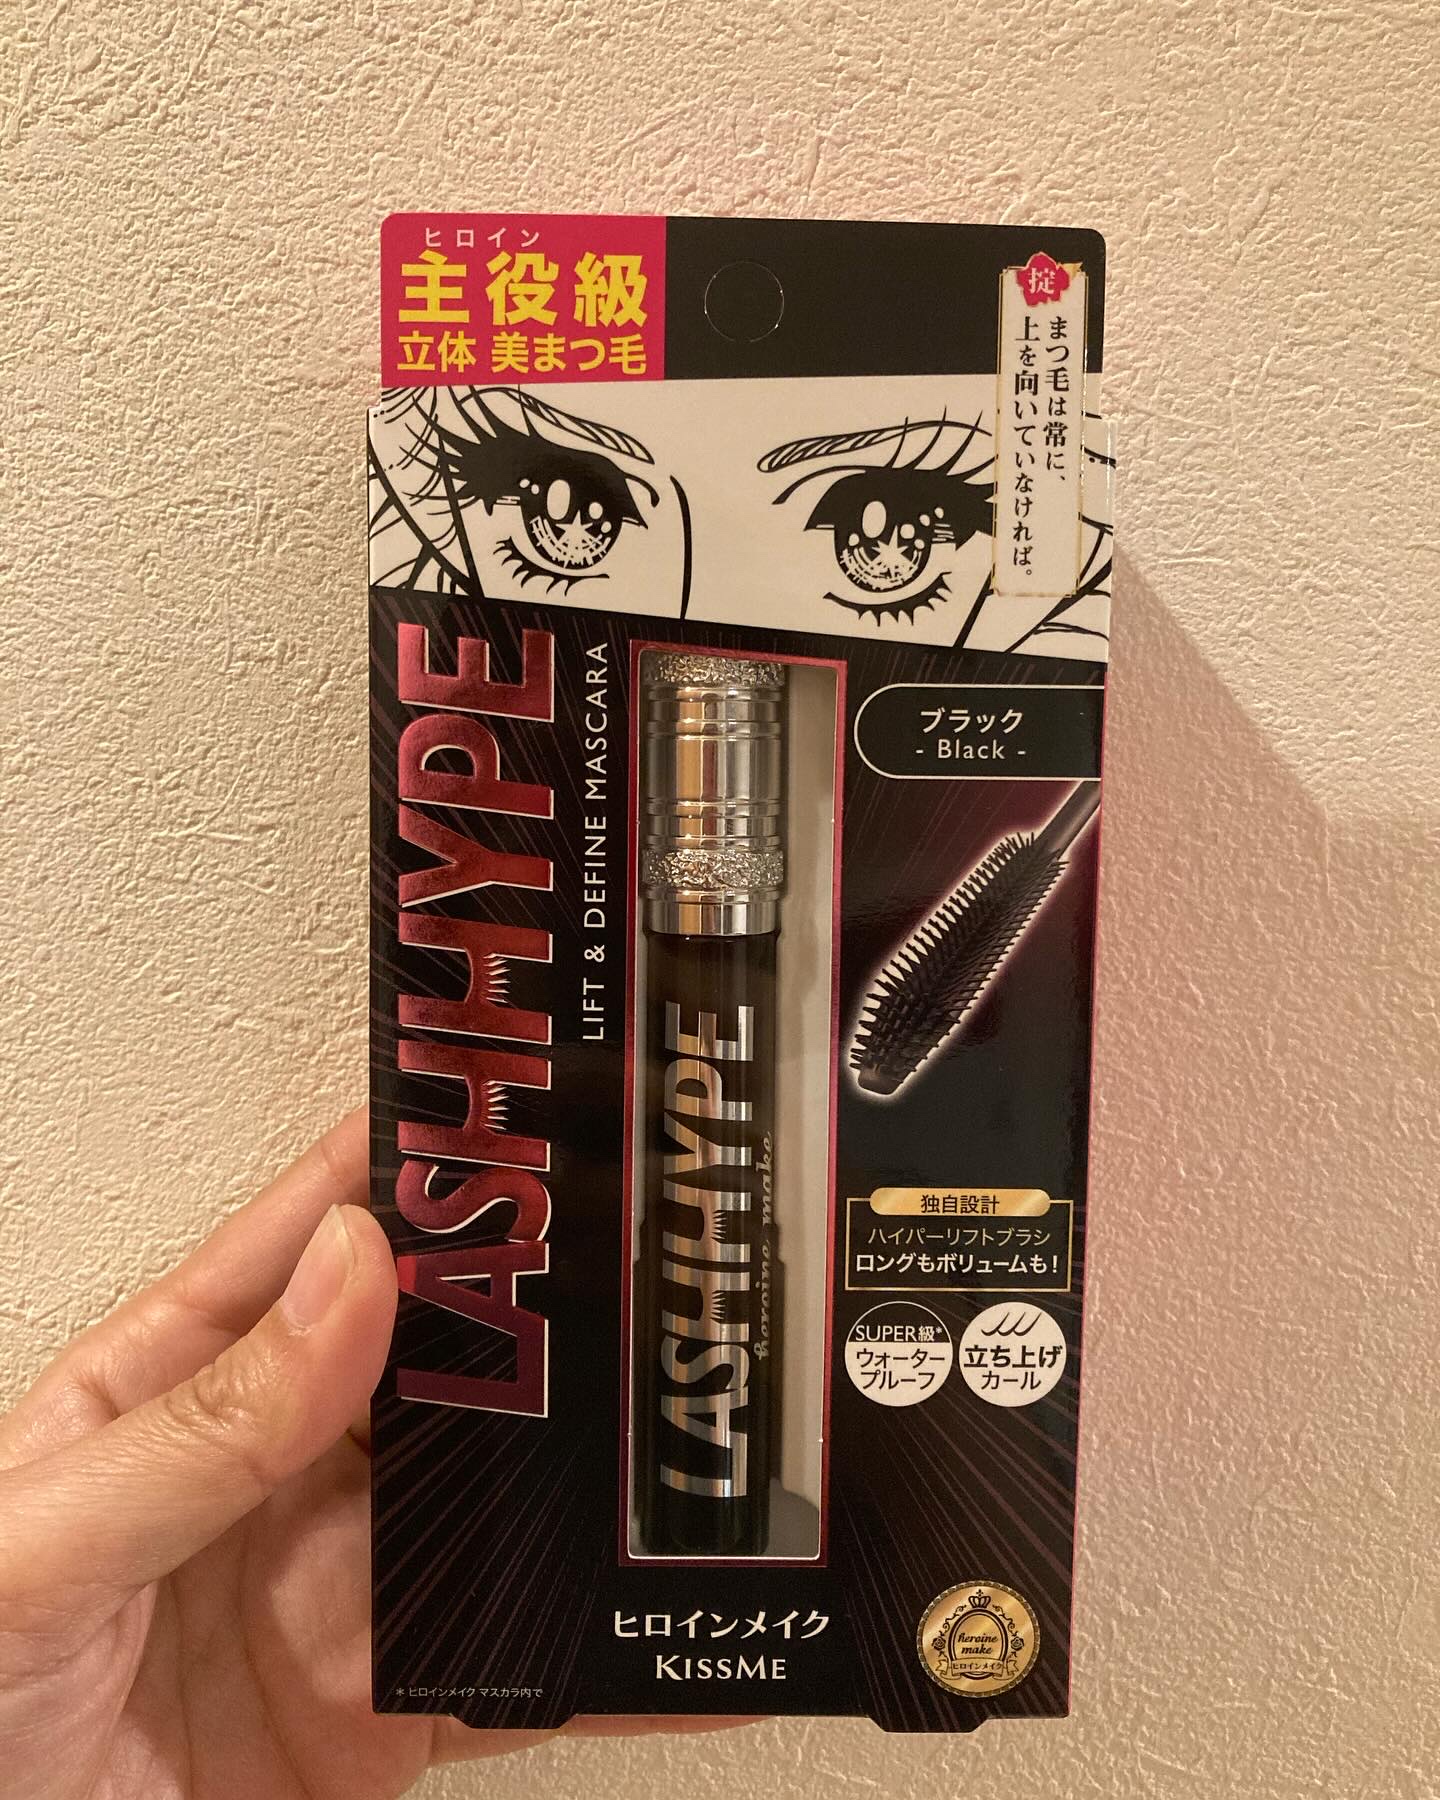 ヒロイン
主役級
立体 美まつ毛
掟
まつ毛は常に、
上を向いていなければ。
LASHHYPE
LIFT & DEFINE MASCARA
ブラック
- Black -
LASHHYPE
heroine make
独自設計
ハイパーリフトブラシ
ロングもボリュームも!
SUPER級*
ウォーター
プルーフ
立ち上げ
カール
ヒロインメイク
KISSME
heroine
make
ヒロインメイク
* ヒロインメイク マスカラ内で